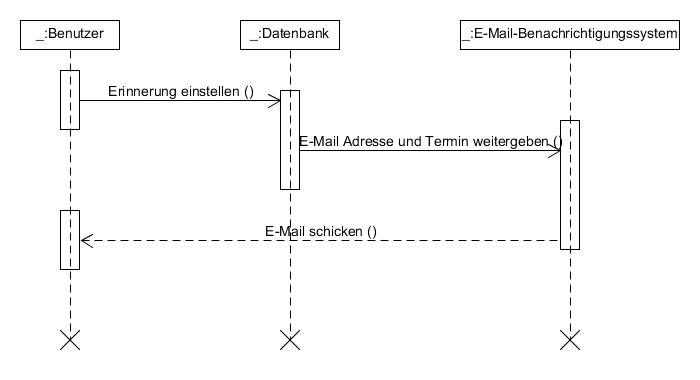 _:Benutzer
_:Datenbank
_:E-Mail-Benachrichtigungssystem
Erinnerung einstellen ()
E-Mail Adresse und Termin weitergeben ()
E-Mail schicken ()